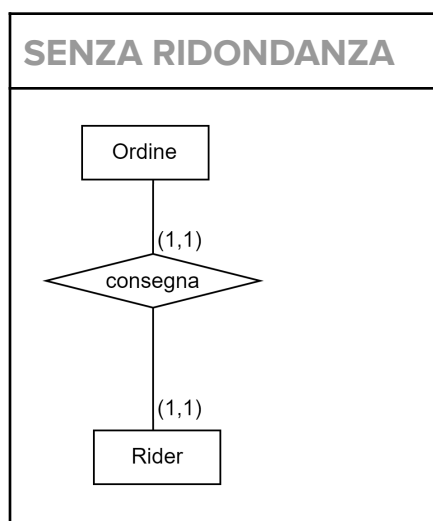 SENZA RIDONDANZA
Ordine
(1,1)
consegna
(1,1)
Rider